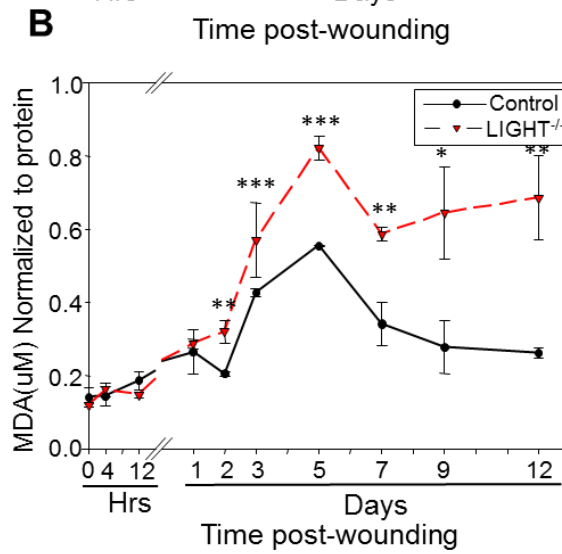 B
Time post-wounding
1.0
Control
LIGHT-/-
***
0.8
*
**
***
**
0.6
0.4
**
0.2
0.0
MDA(uM) Normalized to protein
0 4 12 1 2 3 5 7 9 12
Hrs Days
Time post-wounding